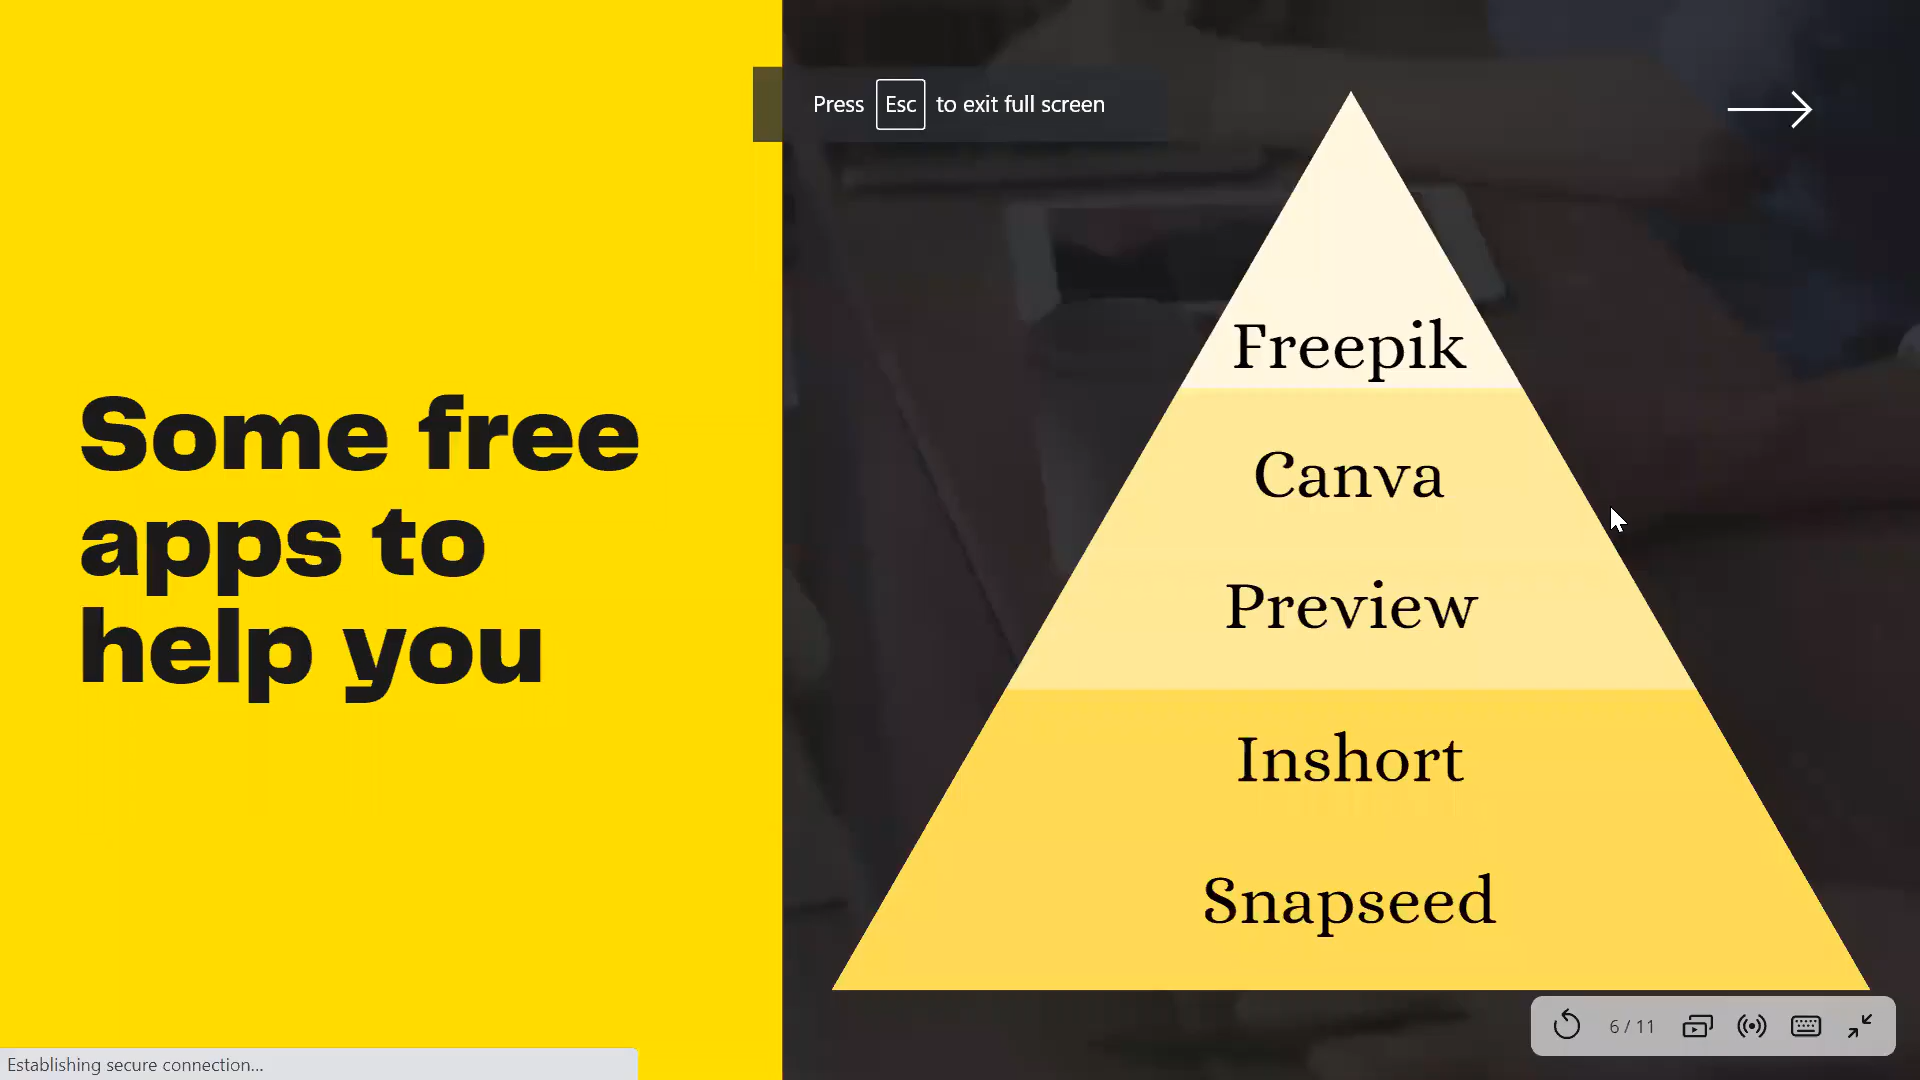 Press Esc to exit full screen
Some free
apps to
help you
Freepik
Canva
Preview
Inshort
Snapseed
6 / 11
Establishing secure connection...